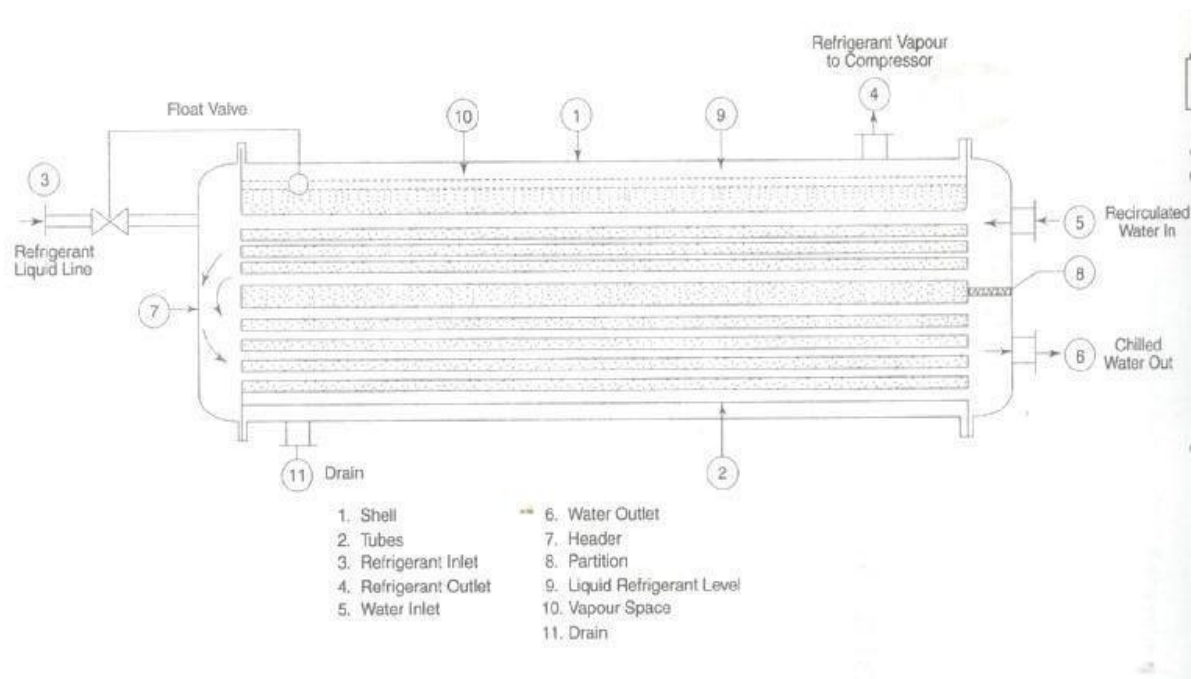 Refrigerant Vapour
to Compressor
4
Float Valve
10
1
9
3
Refrigerant
Liquid Line
5
Recirculated
Water In
8
7
6
Chilled
Water Out
11
Drain
2
1. Shell
2. Tubes
3. Refrigerant Inlet
4. Refrigerant Outlet
5. Water Inlet
6. Water Outlet
7. Header
8. Partition
9. Liquid Refrigerant Level
10. Vapour Space
11. Drain